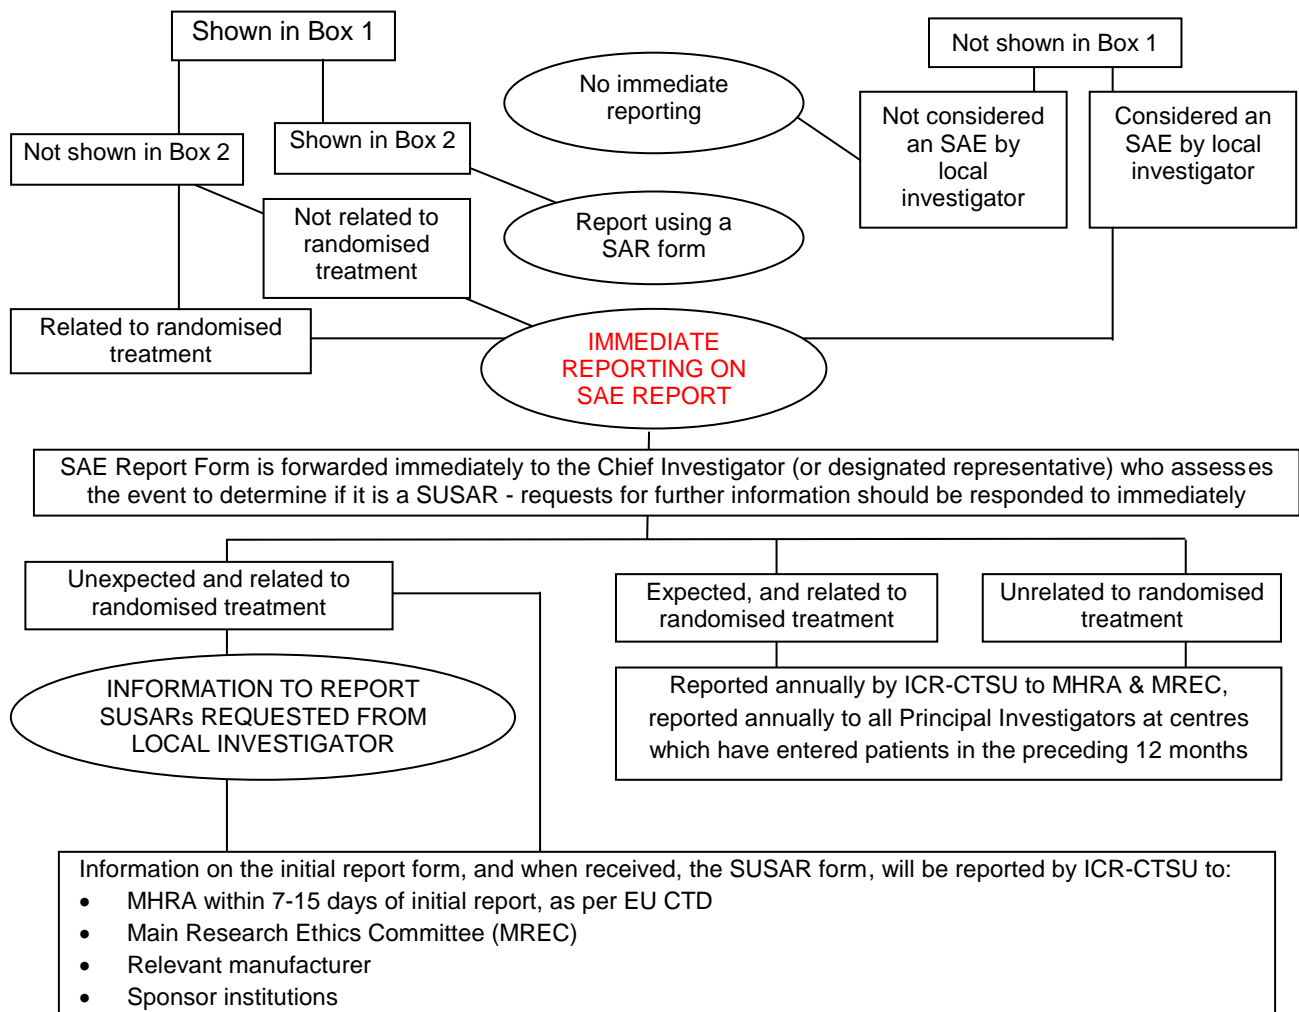 Shown in Box 1
Not shown in Box 1
No immediate
reporting
Not considered
an SAE by
local
investigator
Considered an
SAE by local
investigator
Not shown in Box 2
Shown in Box 2
Not related to
randomised
treatment
Report using a
SAR form
Related to randomised
treatment
IMMEDIATE
REPORTING ON
SAE REPORT
SAE Report Form is forwarded immediately to the Chief Investigator (or designated representative) who assesses
the event to determine if it is a SUSAR - requests for further information should be responded to immediately
Unexpected and related to
randomised treatment
Expected, and related to
randomised treatment
Unrelated to randomised
treatment
INFORMATION TO REPORT
SUSARs REQUESTED FROM
LOCAL INVESTIGATOR
Reported annually by ICR-CTSU to MHRA & MREC,
reported annually to all Principal Investigators at centres
which have entered patients in the preceding 12 months
Information on the initial report form, and when received, the SUSAR form, will be reported by ICR-CTSU to:
• MHRA within 7-15 days of initial report, as per EU CTD
• Main Research Ethics Committee (MREC)
• Relevant manufacturer
• Sponsor institutions